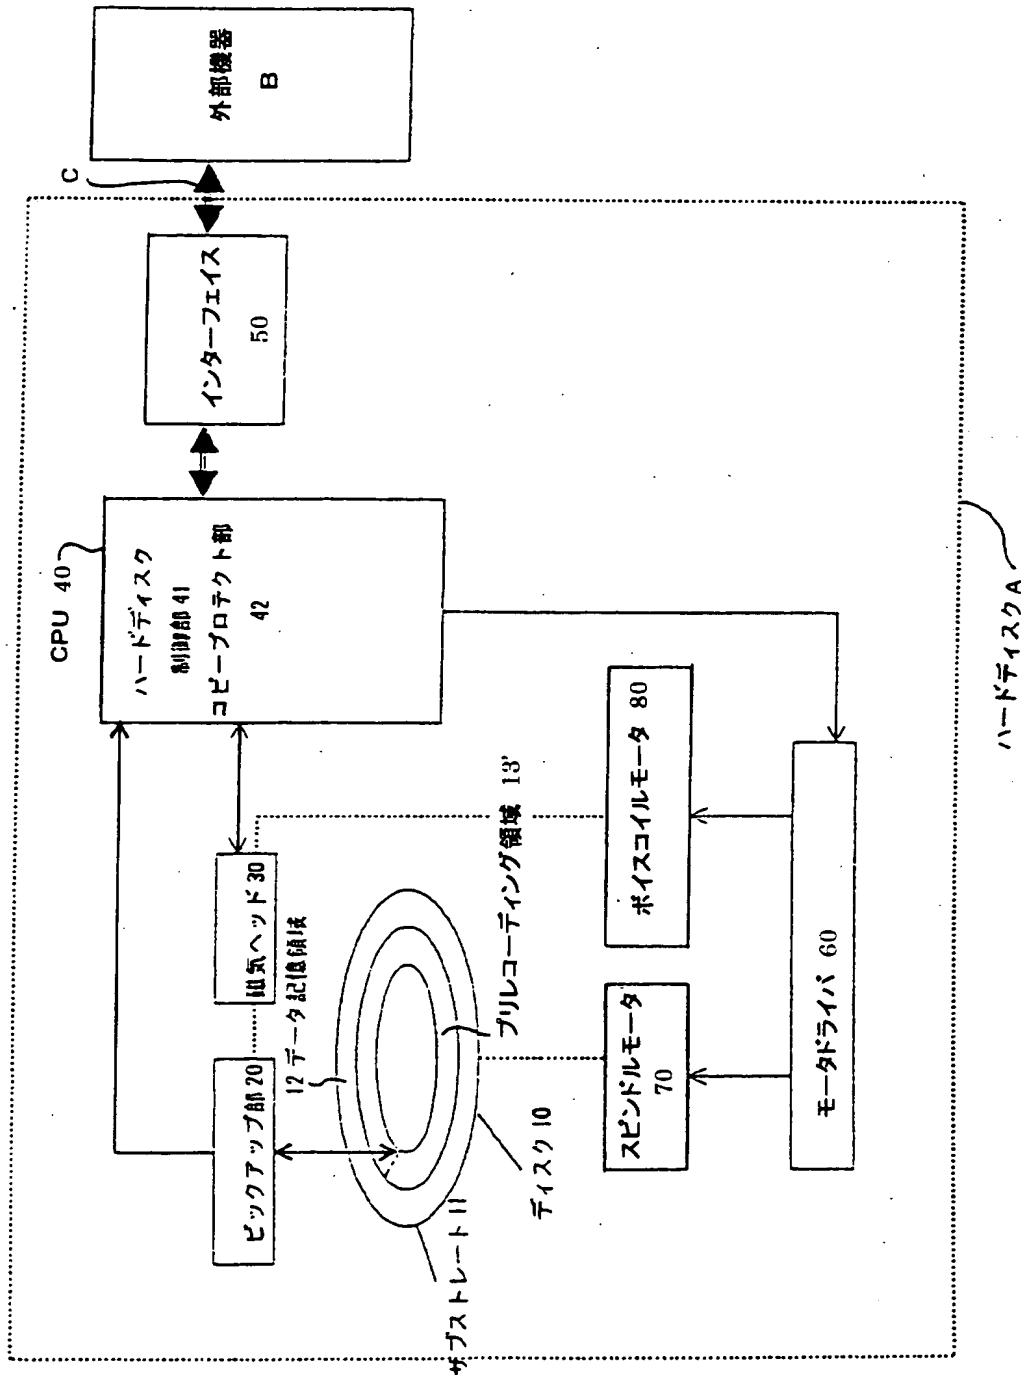 外部機器
B
C
インターフェイス
50
CPU 40
ハードディスク
制御部 41
コピープロテクト部
42
磁気ヘッド 30
ピックアップ部 20
12 データ記憶領域
プリレコーディング領域 13'
サブストレート 11
ディスク 10
ボイスコイルモータ 80
スピンドルモータ
70
モータドライバ 60
ハードディスク A